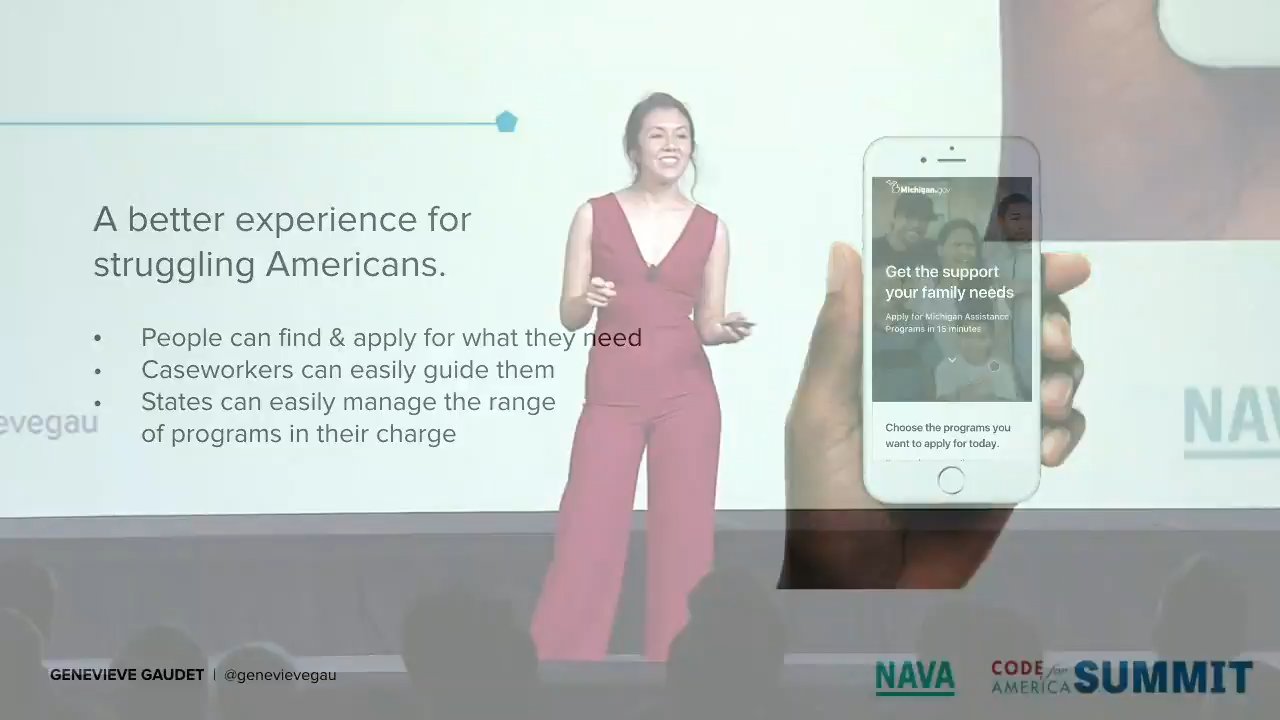 A better experience for
struggling Americans.
• People can find & apply for what they need
• Caseworkers can easily guide them
• States can easily manage the range
of programs in their charge
evegau
Michigan.gov
Get the support
your family needs
Apply for Michigan Assistance
Programs in 15 minutes
Choose the programs you
want to apply for today.
NAV
GENEVIEVE GAUDET | @genevievegau
NAVA
CODE for
AMERICA SUMMIT